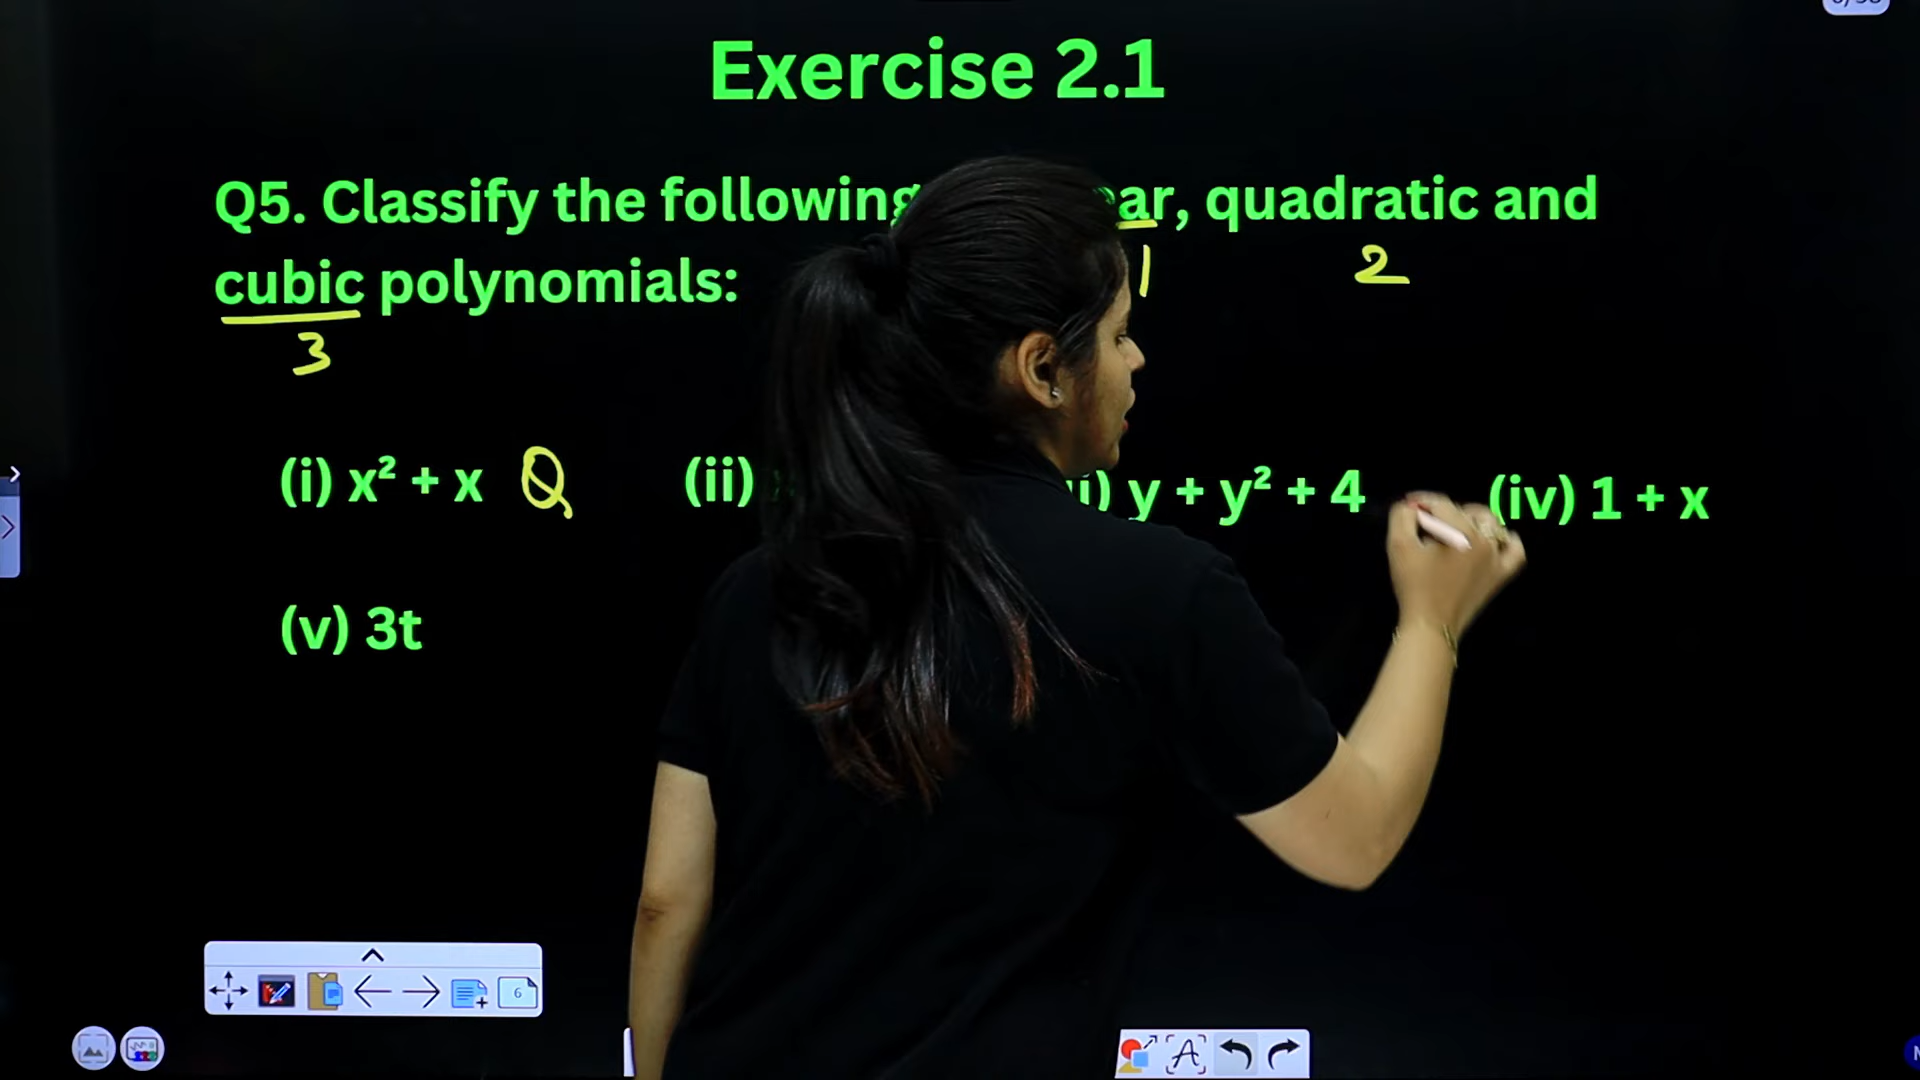 Exercise 2.1
Q5. Classify the following ar, quadratic and
1 2
cubic polynomials:
3
(i) x² + x Q (ii) i) y + y² + 4 (iv) 1 + x
(v) 3t
6